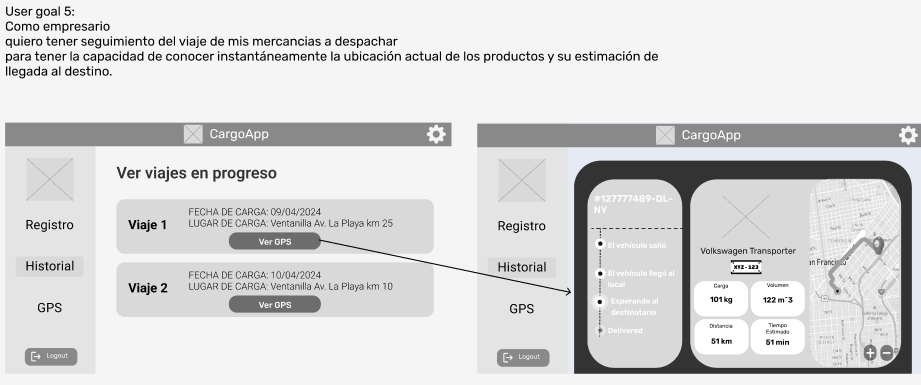 User goal 5:
Como empresario
quiero tener seguimiento del viaje de mis mercancias a despachar
para tener la capacidad de conocer instantáneamente la ubicación actual de los productos y su estimación de
llegada al destino.
CargoApp
Registro
Historial
GPS
Logout
Ver viajes en progreso
Viaje 1
FECHA DE CARGA: 09/04/2024
LUGAR DE CARGA: Ventanilla Av. La Playa km 25
Ver GPS
Viaje 2
FECHA DE CARGA: 10/04/2024
LUGAR DE CARGA: Ventanilla Av. La Playa km 10
Ver GPS
CargoApp
Registro
Historial
GPS
Logout
#127777489-DL-
NY
El vehículo salió
El vehículo llegó al
local
Esperando al
destinatario
Delivered
Volkswagen Transporter
XYZ-123
Carga
101 kg
Volumen
122 m^3
Distancia
51 km
Tiempo
Estimado
51 min
an Francisco